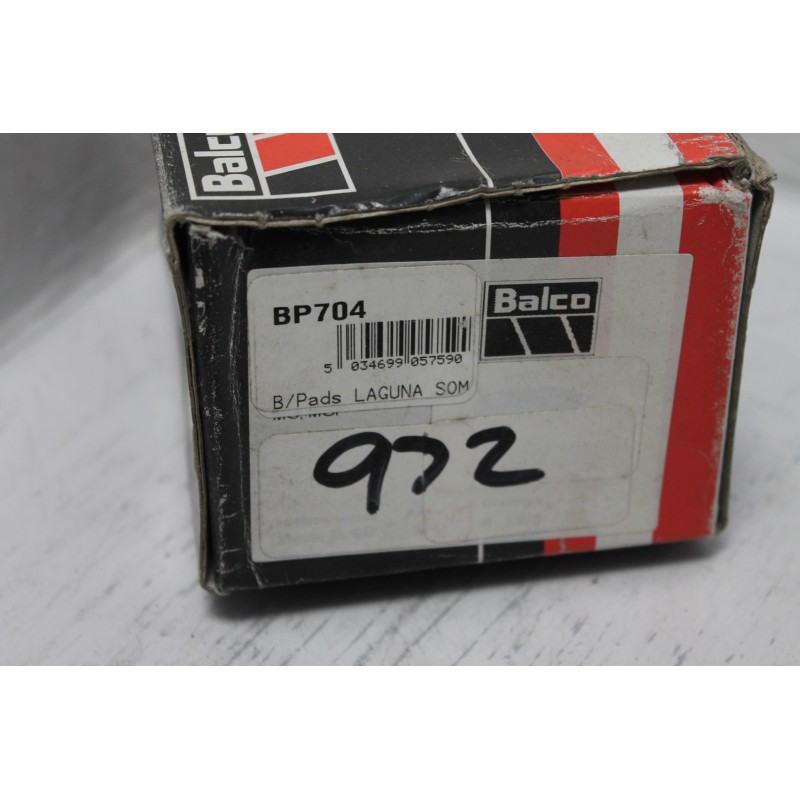 Balco
BP704
Balco
5 034699 057590
B/Pads LAGUNA SOM
972